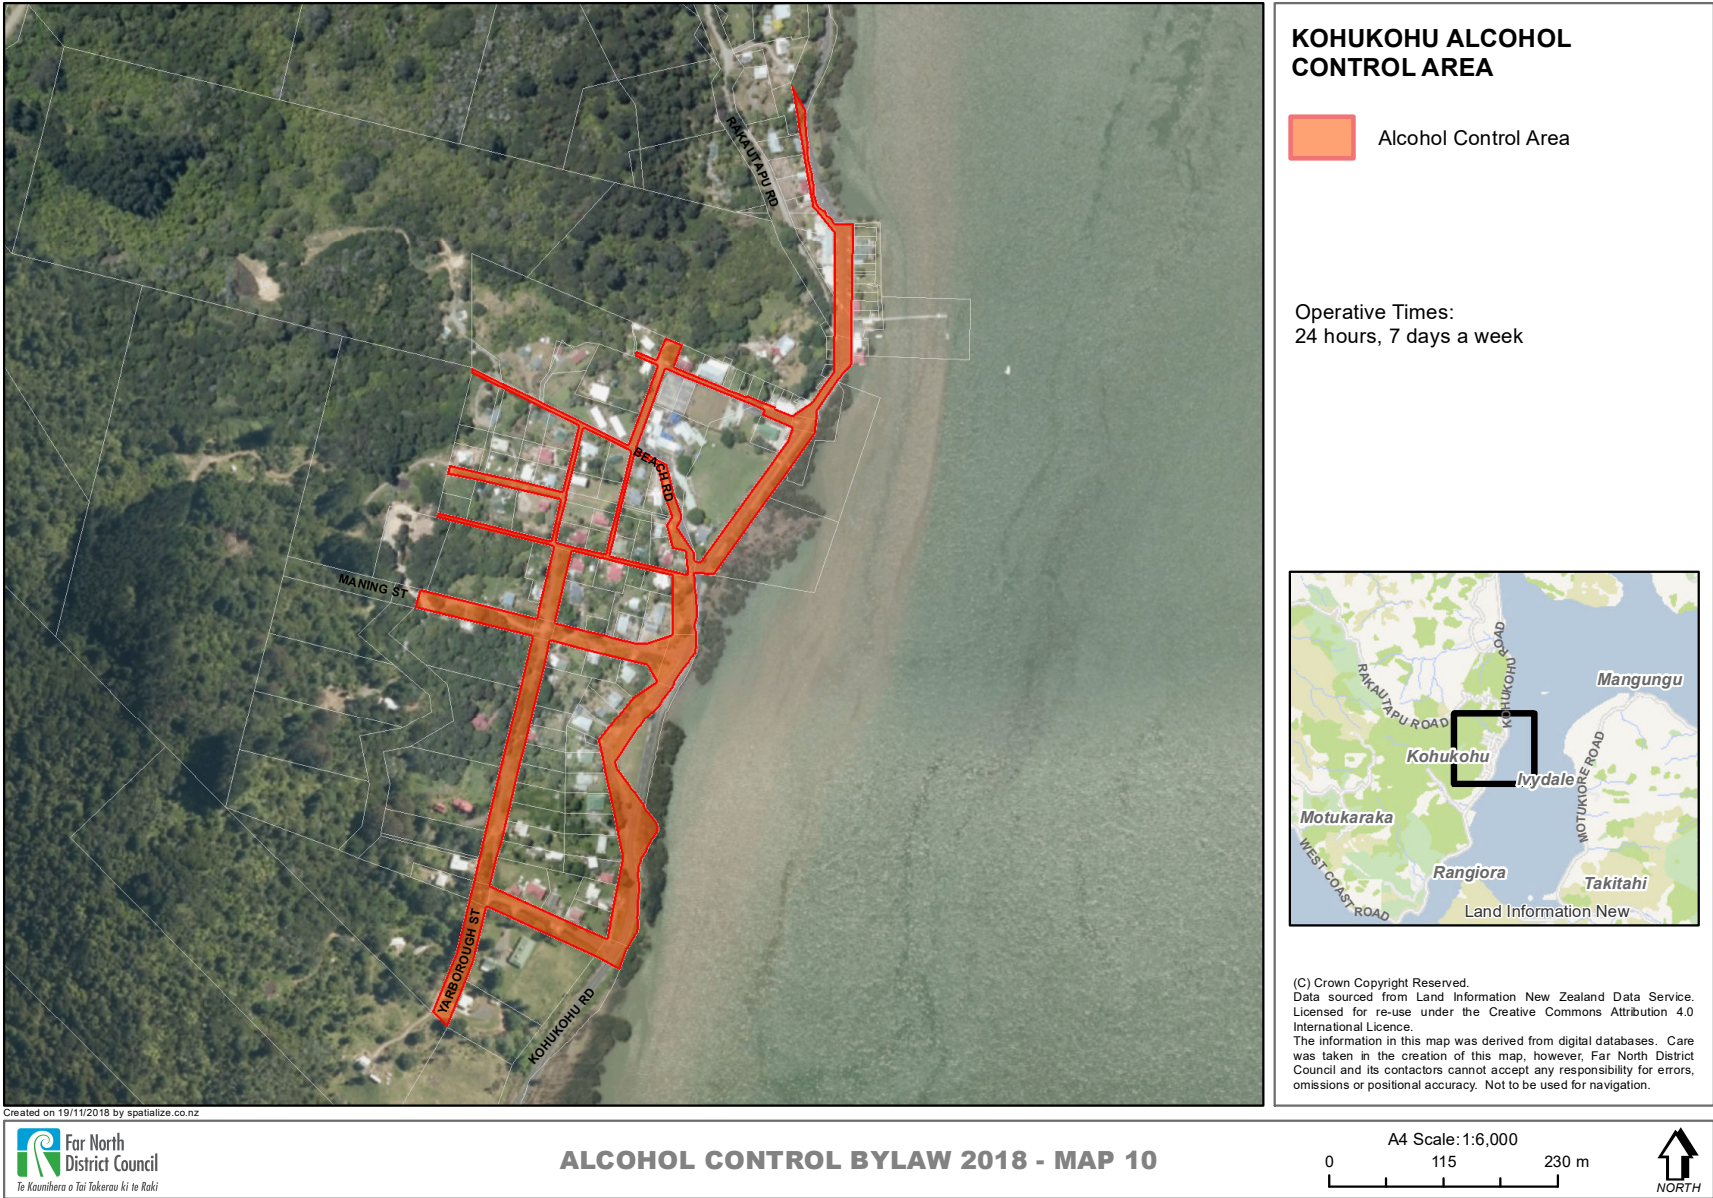 KOHUKOHU ALCOHOL
CONTROL AREA
Alcohol Control Area
Operative Times:
24 hours, 7 days a week
RAKAUTAPU RD
BEACH RD
MANING ST
YARBOROUGH ST
KOHUKOHU RD
KOHUKOHU ROAD
RAKAUTAPU ROAD
Mangungu
Kohukohu
Ivydale
MOTUKIORE ROAD
Motukaraka
WEST COAST ROAD
Rangiora
Takitahi
Land Information New
(C) Crown Copyright Reserved.
Data sourced from Land Information New Zealand Data Service.
Licensed for re-use under the Creative Commons Attribution 4.0
International Licence.
The information in this map was derived from digital databases. Care
was taken in the creation of this map, however, Far North District
Council and its contactors cannot accept any responsibility for errors,
omissions or positional accuracy. Not to be used for navigation.
Created on 19/11/2018 by spatialize.co.nz
Far North
District Council
Te Kaunihera o Tai Tokerau ki te Raki
ALCOHOL CONTROL BYLAW 2018 - MAP 10
A4 Scale: 1:6,000
0 115 230 m
NORTH